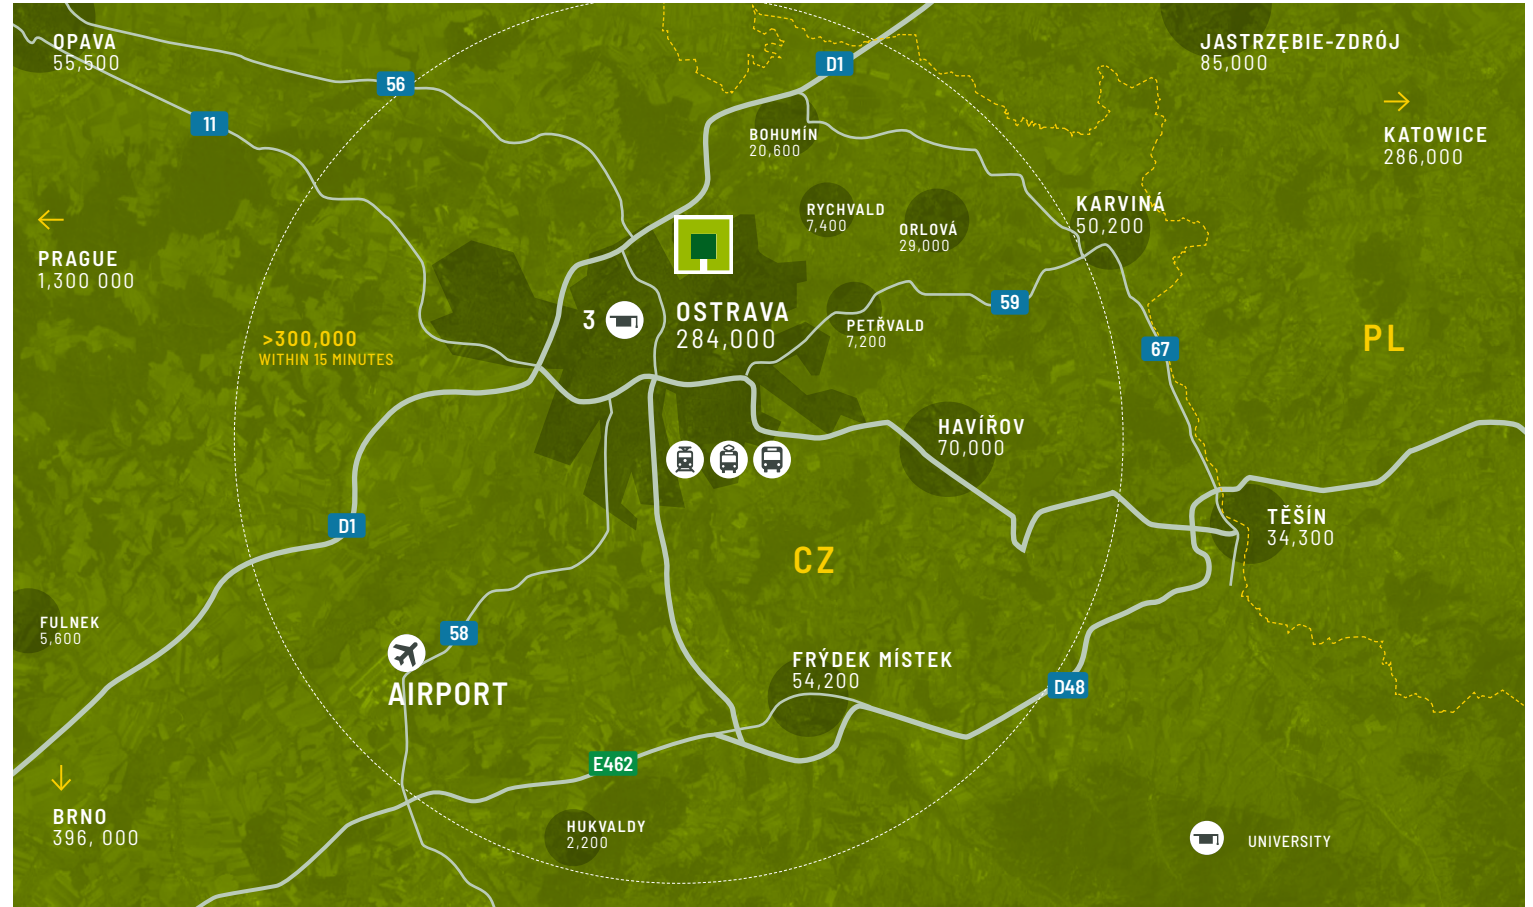 OPAVA
55,500
56
11
D1
JASTRZĘBIE-ZDRÓJ
85,000
KATOWICE
286,000
BOHUMÍN
20,600
RYCHVALD
7,400
ORLOVÁ
29,000
KARVINÁ
50,200
PRAGUE
1,300 000
>300,000
WITHIN 15 MINUTES
3
OSTRAVA
284,000
PETŘVALD
7,200
59
67
PL
HAVÍŘOV
70,000
D1
TĚŠÍN
34,300
CZ
FULNEK
5,600
58
AIRPORT
FRÝDEK MÍSTEK
54,200
D48
E462
BRNO
396, 000
HUKVALDY
2,200
UNIVERSITY